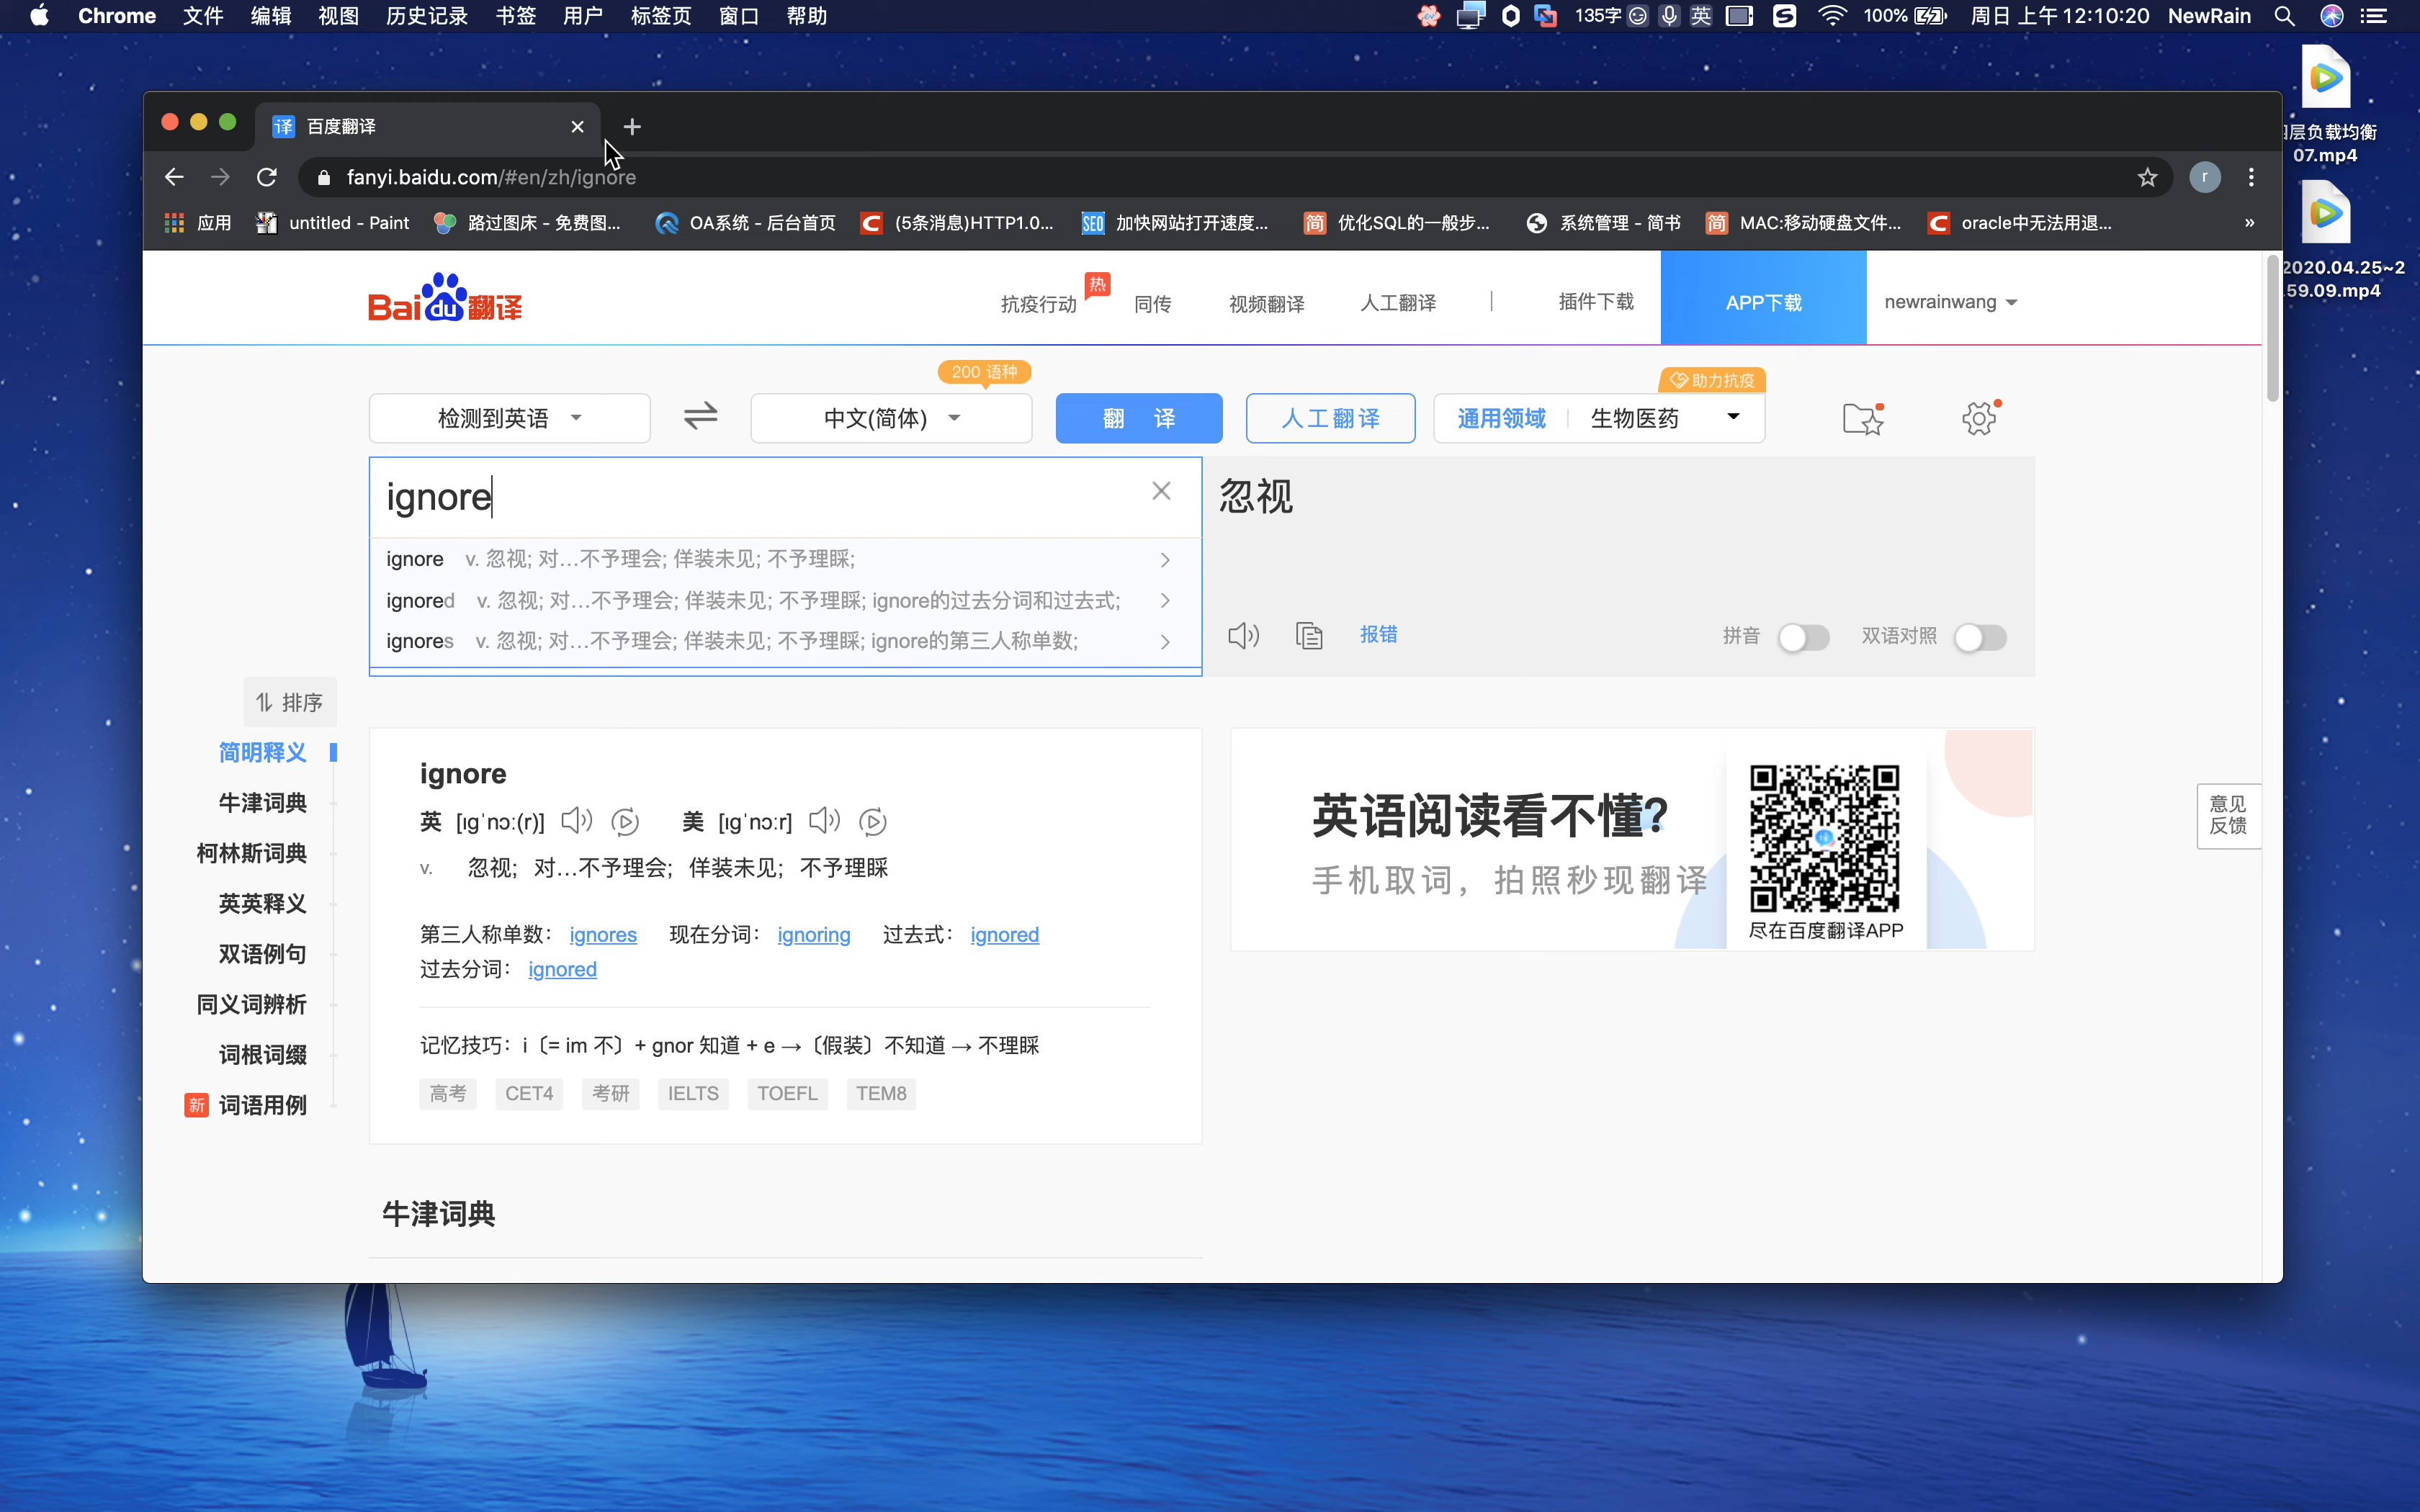 Chrome 文件 编辑 视图 历史记录 书签 用户 标签页 窗口 帮助 135字 英 100% 周日 上午12:10:20 NewRain
层负载均衡
07.mp4
2020.04.25~2
59.09.mp4
译 百度翻译
fanyi.baidu.com/#en/zh/ignore
r
应用 untitled - Paint 路过图床 - 免费图... OA系统 - 后台首页 (5条消息)HTTP1.0... SEO 加快网站打开速度... 简 优化SQL的一般步... 系统管理 - 简书 简 MAC:移动硬盘文件... oracle中无法用退... »
Baidu翻译 抗疫行动 热 同传 视频翻译 人工翻译 | 插件下载 APP下载 newrainwang
200 语种 助力抗疫
检测到英语 中文(简体) 翻 译 人工翻译 通用领域 生物医药
ignore
忽视
ignore v. 忽视; 对…不予理会; 佯装未见; 不予理睬;
ignored v. 忽视; 对…不予理会; 佯装未见; 不予理睬; ignore的过去分词和过去式;
ignores v. 忽视; 对…不予理会; 佯装未见; 不予理睬; ignore的第三人称单数;
报错 拼音 双语对照
排序
简明释义
牛津词典
柯林斯词典
英英释义
双语例句
同义词辨析
词根词缀
新 词语用例
ignore
英 [ɪgˈnɔː(r)] 美 [ɪgˈnɔːr]
v. 忽视; 对…不予理会; 佯装未见; 不予理睬
第三人称单数: ignores 现在分词: ignoring 过去式: ignored
过去分词: ignored
记忆技巧: i〔= im 不〕+ gnor 知道 + e →〔假装〕不知道 → 不理睬
高考 CET4 考研 IELTS TOEFL TEM8
牛津词典
英语阅读看不懂?
手机取词, 拍照秒现翻译
尽在百度翻译APP
意见
反馈